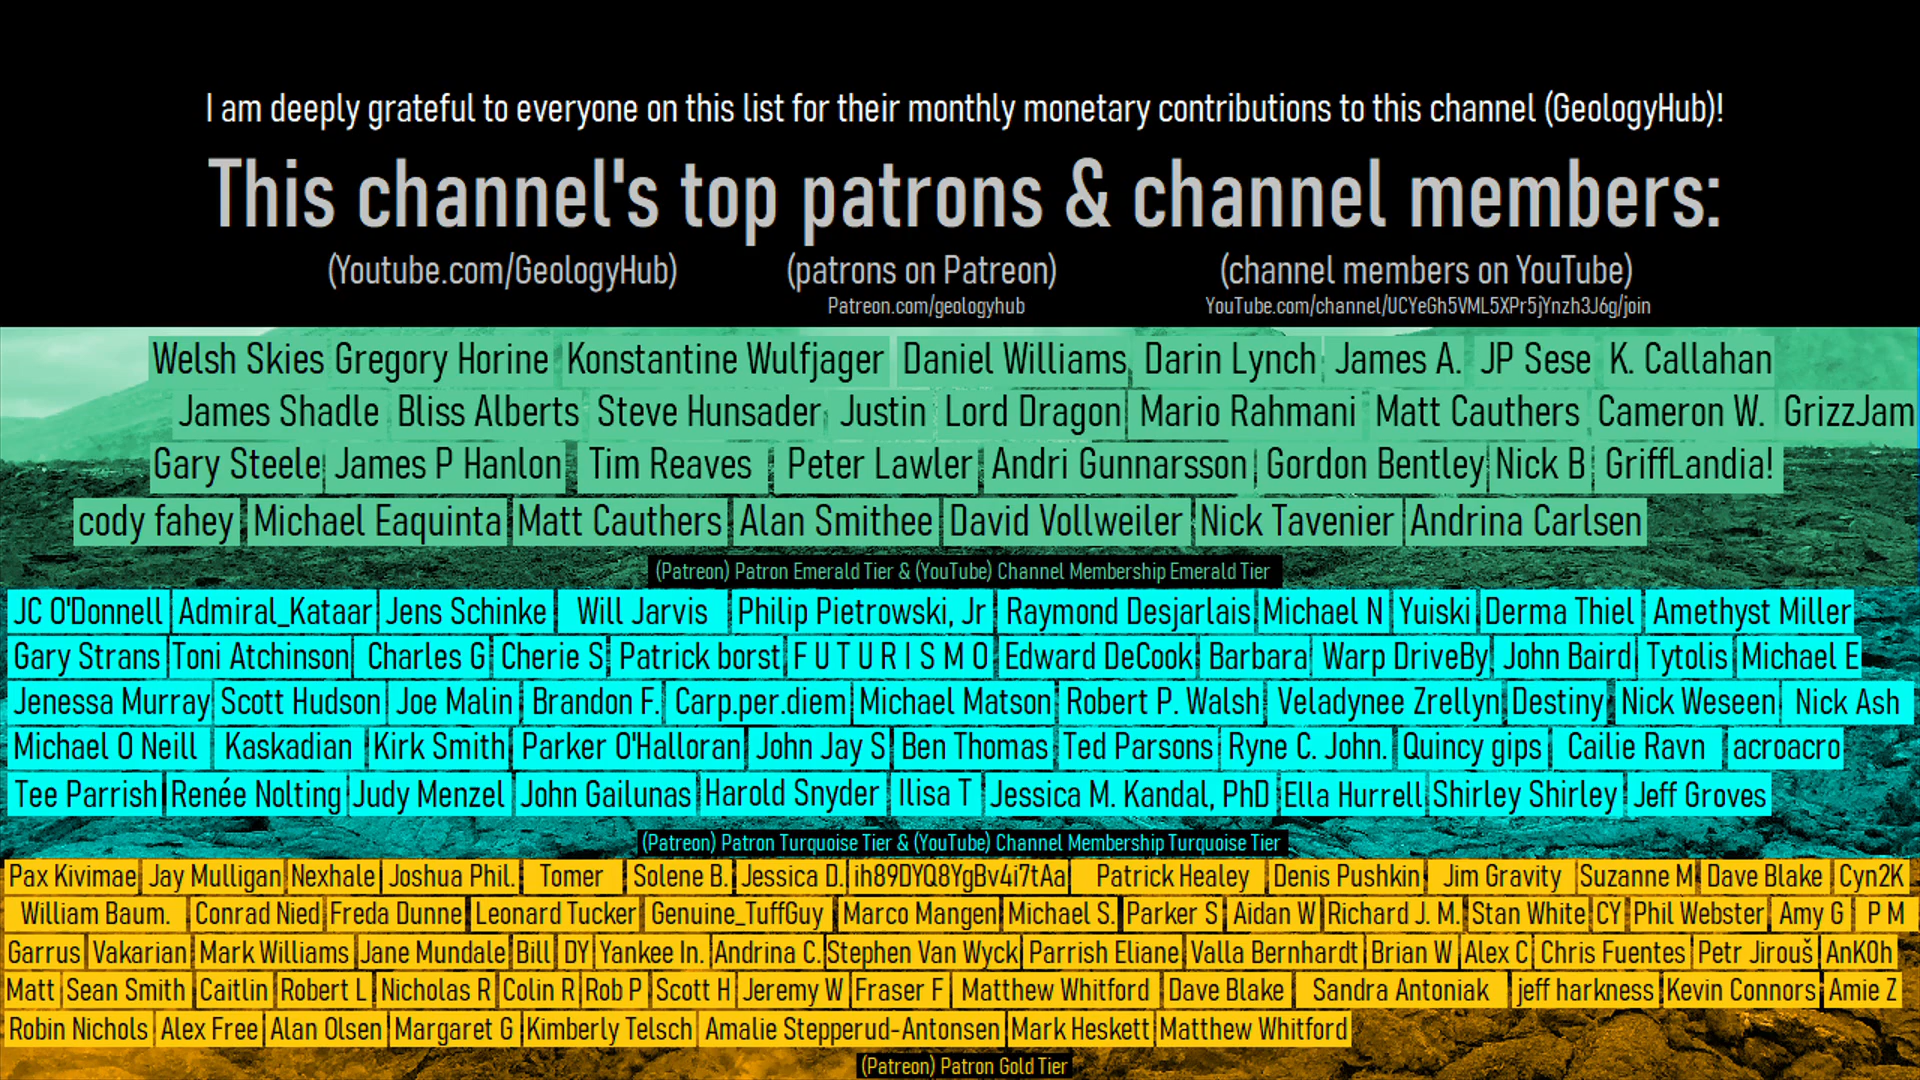 I am deeply grateful to everyone on this list for their monthly monetary contributions to this channel (GeologyHub)!
This channel's top patrons & channel members:
(Youtube.com/GeologyHub) (patrons on Patreon) (channel members on YouTube)
Patreon.com/geologyhub YouTube.com/channel/UCYeGh5VML5XPr5jYnzh3J6g/join
Welsh Skies Gregory Horine Konstantine Wulfjager Daniel Williams Darin Lynch James A. JP Sese K. Callahan
James Shadle Bliss Alberts Steve Hunsader Justin Lord Dragon Mario Rahmani Matt Cauthers Cameron W. GrizzJam
Gary Steele James P Hanlon Tim Reaves Peter Lawler Andri Gunnarsson Gordon Bentley Nick B GriffLandia!
cody fahey Michael Eaquinta Matt Cauthers Alan Smithee David Vollweiler Nick Tavenier Andrina Carlsen
(Patreon) Patron Emerald Tier & (YouTube) Channel Membership Emerald Tier
JC O'Donnell Admiral_Kataar Jens Schinke Will Jarvis Philip Pietrowski, Jr Raymond Desjarlais Michael N Yuiski Derma Thiel Amethyst Miller
Gary Strans Toni Atchinson Charles G Cherie S Patrick borst F U T U R I S M O Edward DeCook Barbara Warp DriveBy John Baird Tytolis Michael E
Jenessa Murray Scott Hudson Joe Malin Brandon F. Carp.per.diem Michael Matson Robert P. Walsh Veladynee Zrellyn Destiny Nick Weseen Nick Ash
Michael O Neill Kaskadian Kirk Smith Parker O'Halloran John Jay S Ben Thomas Ted Parsons Ryne C. John. Quincy gips Cailie Ravn acroacro
Tee Parrish Renée Nolting Judy Menzel John Gailunas Harold Snyder Ilisa T Jessica M. Kandal, PhD Ella Hurrell Shirley Shirley Jeff Groves
(Patreon) Patron Turquoise Tier & (YouTube) Channel Membership Turquoise Tier
Pax Kivimae Jay Mulligan Nexhale Joshua Phil. Tomer Solene B. Jessica D. ih89DYQ8YgBv4i7tAa Patrick Healey Denis Pushkin Jim Gravity Suzanne M Dave Blake Cyn2K
William Baum. Conrad Nied Freda Dunne Leonard Tucker Genuine_TuffGuy Marco Mangen Michael S. Parker S Aidan W Richard J. M. Stan White CY Phil Webster Amy G P M
Garrus Vakarian Mark Williams Jane Mundale Bill DY Yankee In. Andrina C. Stephen Van Wyck Parrish Eliane Valla Bernhardt Brian W Alex C Chris Fuentes Petr Jirouš AnK0h
Matt Sean Smith Caitlin Robert L Nicholas R Colin R Rob P Scott H Jeremy W Fraser F Matthew Whitford Dave Blake Sandra Antoniak jeff harkness Kevin Connors Amie Z
Robin Nichols Alex Free Alan Olsen Margaret G Kimberly Telsch Amalie Stepperud-Antonsen Mark Heskett Matthew Whitford
(Patreon) Patron Gold Tier